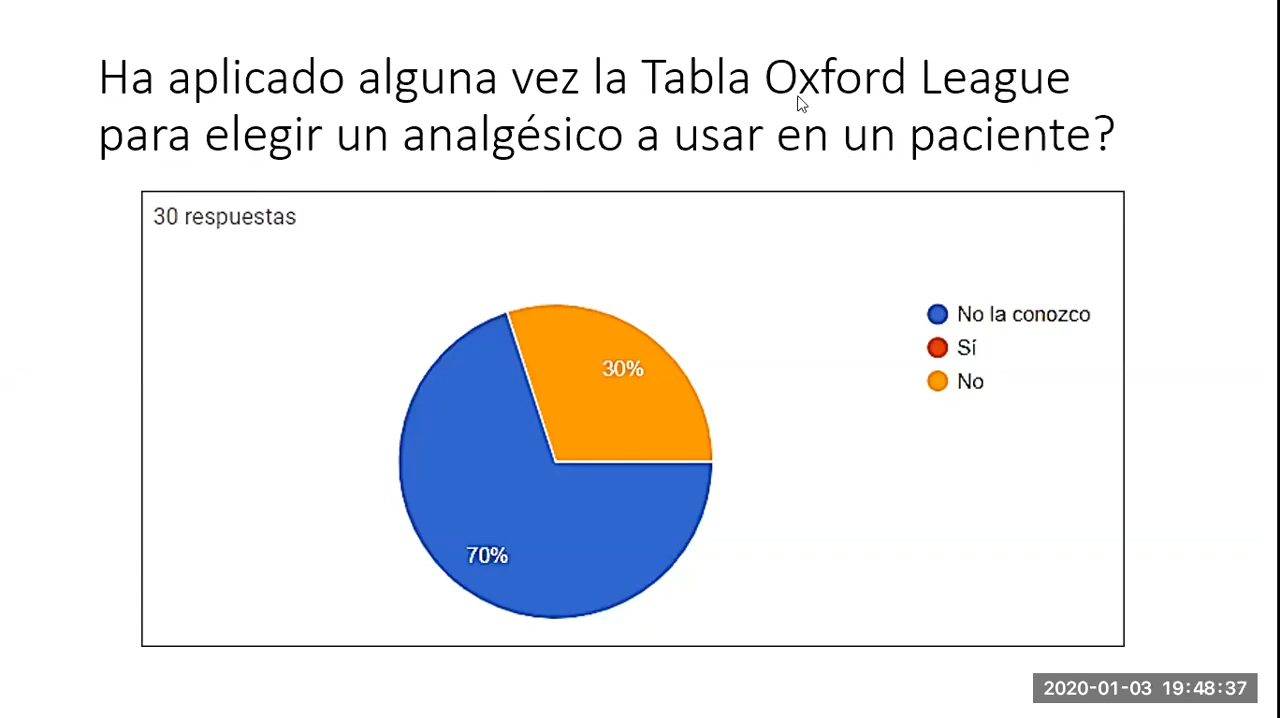 Ha aplicado alguna vez la Tabla Oxford League
para elegir un analgésico a usar en un paciente?
30 respuestas
No la conozco
Sí
No
30%
70%
2020-01-03 19:48:37